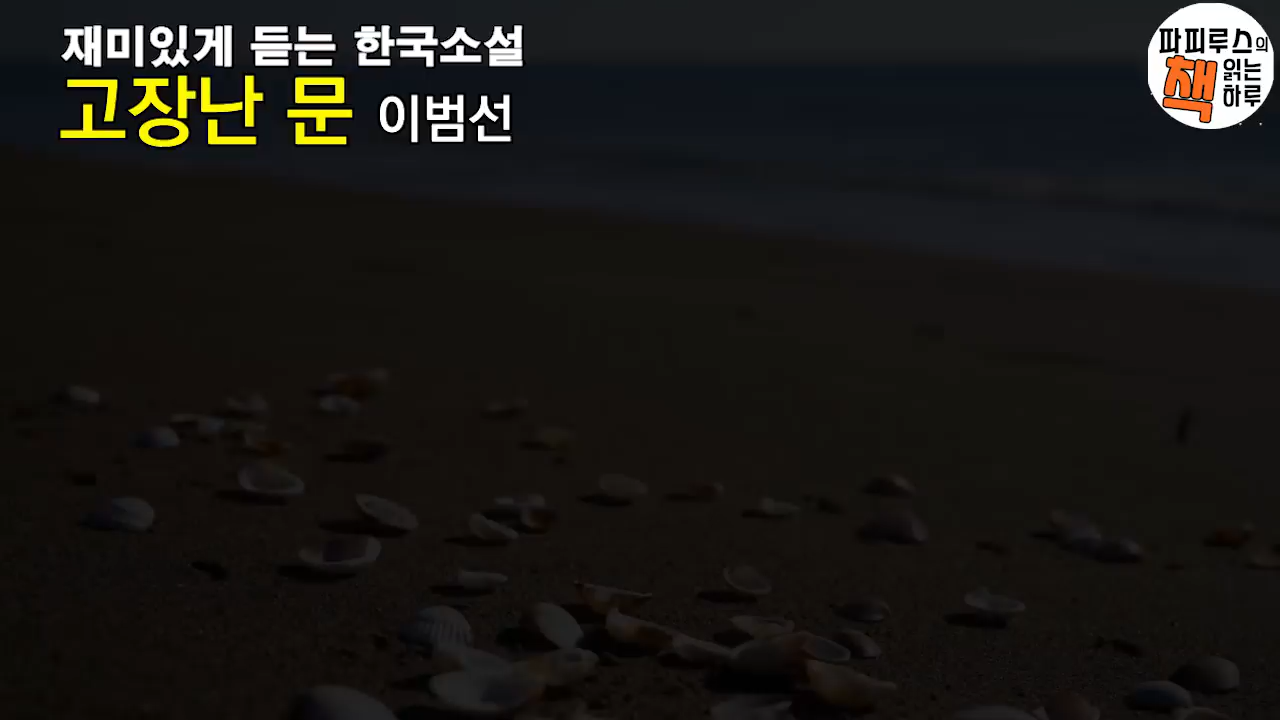 재미있게 듣는 한국소설
고장난 문 이범선
파피루스의
책 읽는
하루